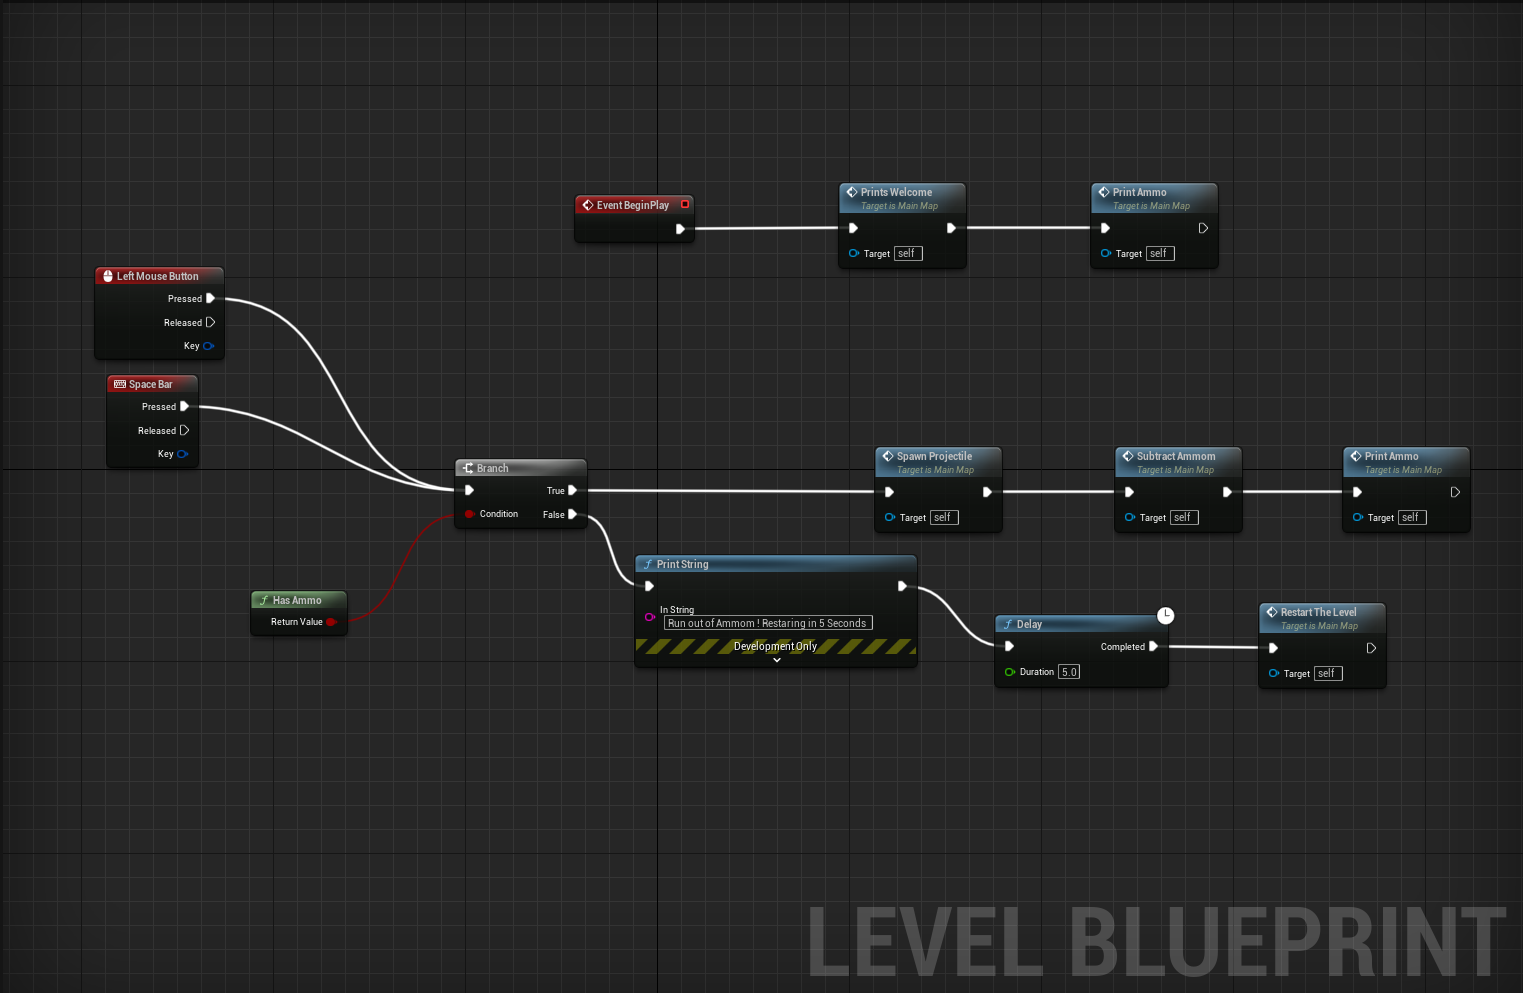 Event BeginPlay
Prints Welcome
Target is Main Map
Target self
Print Ammo
Target is Main Map
Target self
Left Mouse Button
Pressed
Released
Key
Space Bar
Pressed
Released
Key
Branch
True
Condition
False
Has Ammo
Return Value
Spawn Projectile
Target is Main Map
Target self
Subtract Ammom
Target is Main Map
Target self
Print Ammo
Target is Main Map
Target self
Print String
In String
Run out of Ammom ! Restaring in 5 Seconds
Development Only
Delay
Completed
Duration 5.0
Restart The Level
Target is Main Map
Target self
LEVEL BLUEPRINT